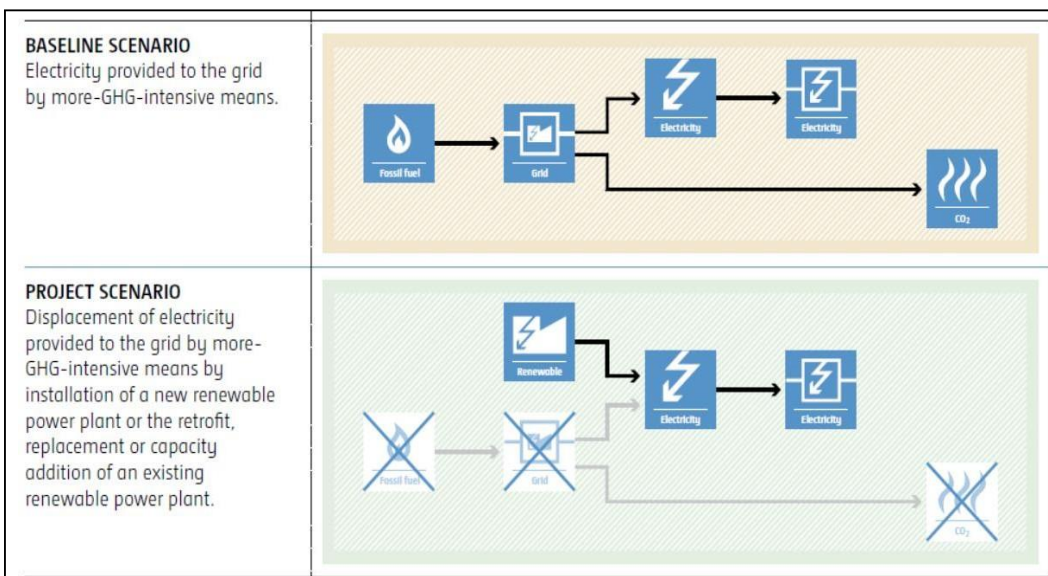 BASELINE SCENARIO
Electricity provided to the grid
by more-GHG-intensive means.
Fossil fuel
Grid
Electricity
Electricity
CO₂
PROJECT SCENARIO
Displacement of electricity
provided to the grid by more-
GHG-intensive means by
installation of a new renewable
power plant or the retrofit,
replacement or capacity
addition of an existing
renewable power plant.
Renewable
Electricity
Electricity
Fossil fuel
Grid
CO₂